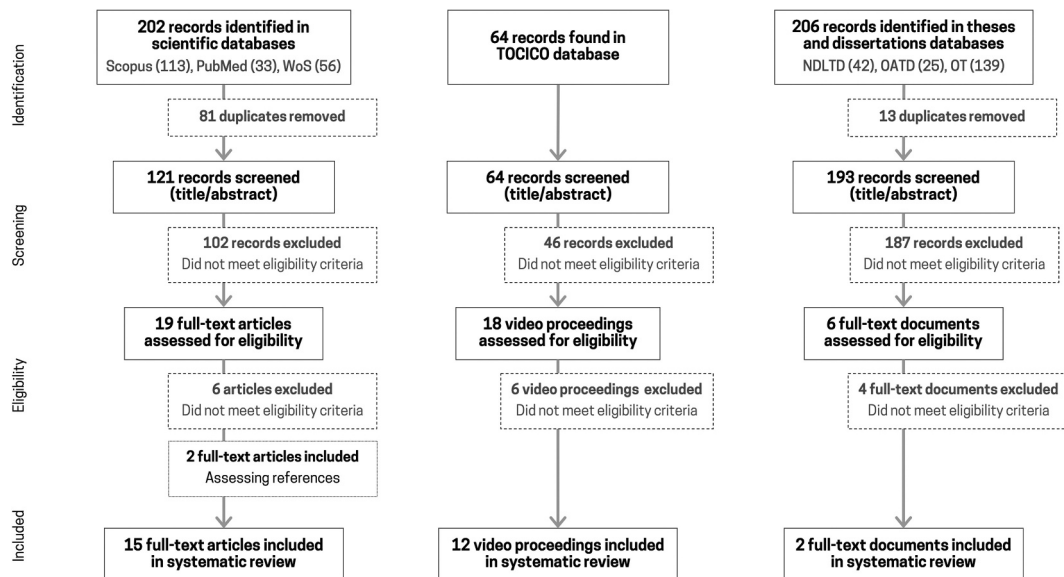 Identification
202 records identified in
scientific databases
Scopus (113), PubMed (33), WoS (56)
64 records found in
TOCICO database
206 records identified in theses
and dissertations databases
NDLTD (42), OATD (25), OT (139)
81 duplicates removed
13 duplicates removed
Screening
121 records screened
(title/abstract)
64 records screened
(title/abstract)
193 records screened
(title/abstract)
102 records excluded
Did not meet eligibility criteria
46 records excluded
Did not meet eligibility criteria
187 records excluded
Did not meet eligibility criteria
Eligibility
19 full-text articles
assessed for eligibility
18 video proceedings
assessed for eligibility
6 full-text documents
assessed for eligibility
6 articles excluded
Did not meet eligibility criteria
6 video proceedings excluded
Did not meet eligibility criteria
4 full-text documents excluded
Did not meet eligibility criteria
2 full-text articles included
Assessing references
Included
15 full-text articles included
in systematic review
12 video proceedings included
in systematic review
2 full-text documents included
in systematic review